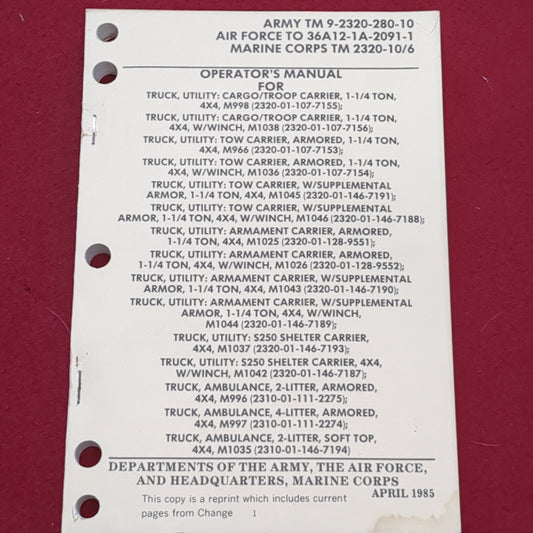 ARMY TM 9-2320-280-10
AIR FORCE TO 36A12-1A-2091-1
MARINE CORPS TM 2320-10/6
OPERATOR'S MANUAL
FOR
TRUCK, UTILITY: CARGO/TROOP CARRIER, 1-1/4 TON,
4X4, M998 (2320-01-107-7155);
TRUCK, UTILITY: CARGO/TROOP CARRIER, 1-1/4 TON,
4X4, W/WINCH, M1038 (2320-01-107-7156);
TRUCK, UTILITY: TOW CARRIER, ARMORED, 1-1/4 TON,
4X4, M966 (2320-01-107-7153);
TRUCK, UTILITY: TOW CARRIER, ARMORED, 1-1/4 TON,
4X4, W/WINCH, M1036 (2320-01-107-7154);
TRUCK, UTILITY: TOW CARRIER, W/SUPPLEMENTAL
ARMOR, 1-1/4 TON, 4X4, M1045 (2320-01-146-7191);
TRUCK, UTILITY: TOW CARRIER, W/SUPPLEMENTAL
ARMOR, 1-1/4 TON, 4X4, W/WINCH, M1046 (2320-01-146-7188);
TRUCK, UTILITY: ARMAMENT CARRIER, ARMORED,
1-1/4 TON, 4X4, M1025 (2320-01-128-9551);
TRUCK, UTILITY: ARMAMENT CARRIER, ARMORED,
1-1/4 TON, 4X4, W/WINCH, M1026 (2320-01-128-9552);
TRUCK, UTILITY: ARMAMENT CARRIER, W/SUPPLEMENTAL
ARMOR, 1-1/4 TON, 4X4, M1043 (2320-01-146-7190);
TRUCK, UTILITY: ARMAMENT CARRIER, W/SUPPLEMENTAL
ARMOR, 1-1/4 TON, 4X4, W/WINCH,
M1044 (2320-01-146-7189);
TRUCK, UTILITY: S250 SHELTER CARRIER,
4X4, M1037 (2320-01-146-7193);
TRUCK, UTILITY: S250 SHELTER CARRIER, 4X4,
W/WINCH, M1042 (2320-01-146-7187);
TRUCK, AMBULANCE, 2-LITTER, ARMORED,
4X4, M996 (2310-01-111-2275);
TRUCK, AMBULANCE, 4-LITTER, ARMORED,
4X4, M997 (2310-01-111-2274);
TRUCK, AMBULANCE, 2-LITTER, SOFT TOP,
4X4, M1035 (2310-01-146-7194)
DEPARTMENTS OF THE ARMY, THE AIR FORCE,
AND HEADQUARTERS, MARINE CORPS
APRIL 1985
This copy is a reprint which includes current
pages from Change 1